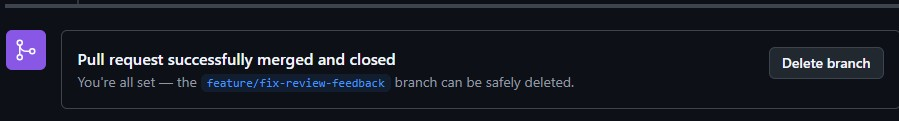 Pull request successfully merged and closed
You're all set — the feature/fix-review-feedback branch can be safely deleted.
Delete branch